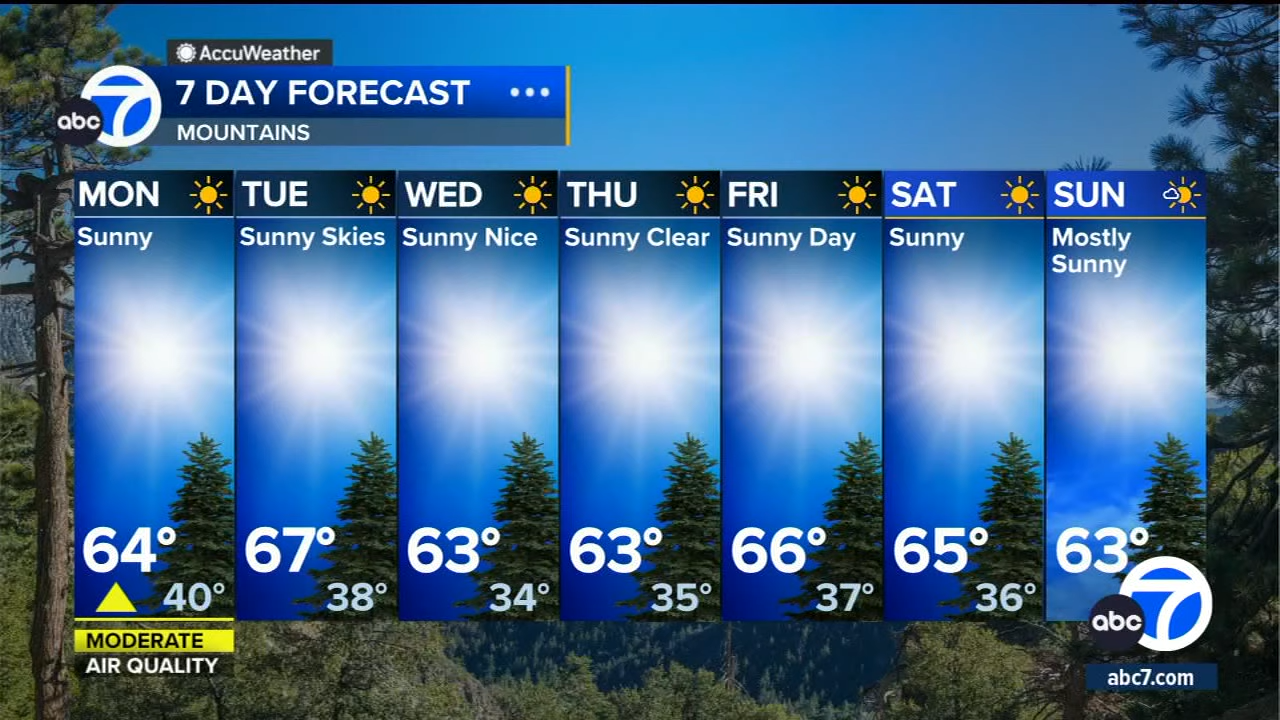 AccuWeather
7 DAY FORECAST
abc 7
MOUNTAINS
MON TUE WED THU FRI SAT SUN
Sunny Sunny Skies Sunny Nice Sunny Clear Sunny Day Sunny Mostly
Sunny
64° 67° 63° 63° 66° 65° 63°
40° 38° 34° 35° 37° 36°
MODERATE
AIR QUALITY
abc 7
abc7.com